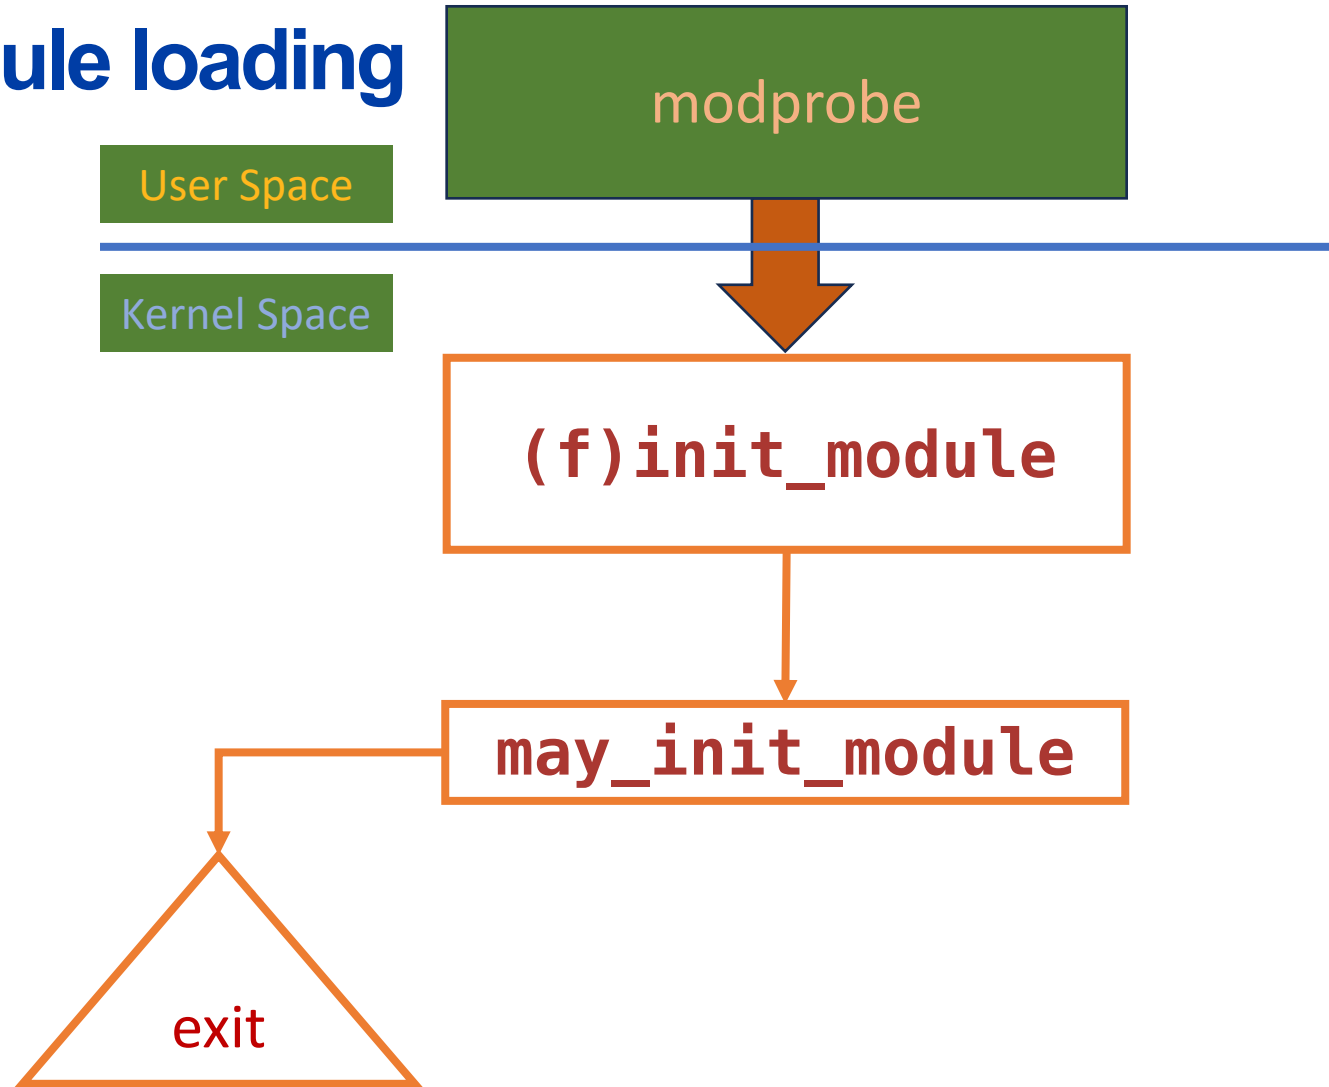 ule loading
modprobe
User Space
Kernel Space
(f)init_module
may_init_module
exit